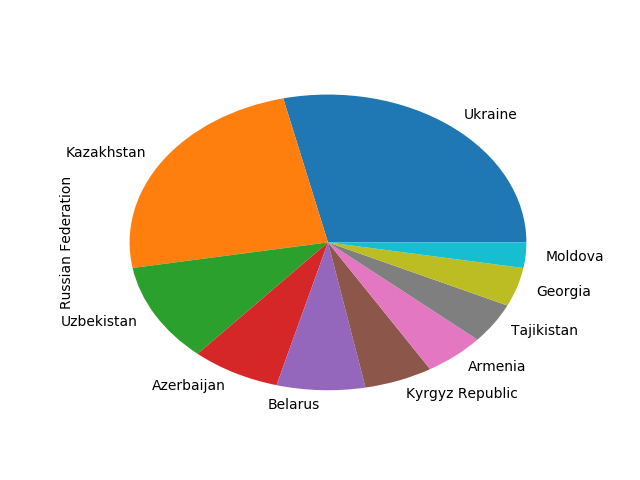 Ukraine
Kazakhstan
Russian Federation
Moldova
Georgia
Uzbekistan
Tajikistan
Armenia
Azerbaijan
Kyrgyz Republic
Belarus